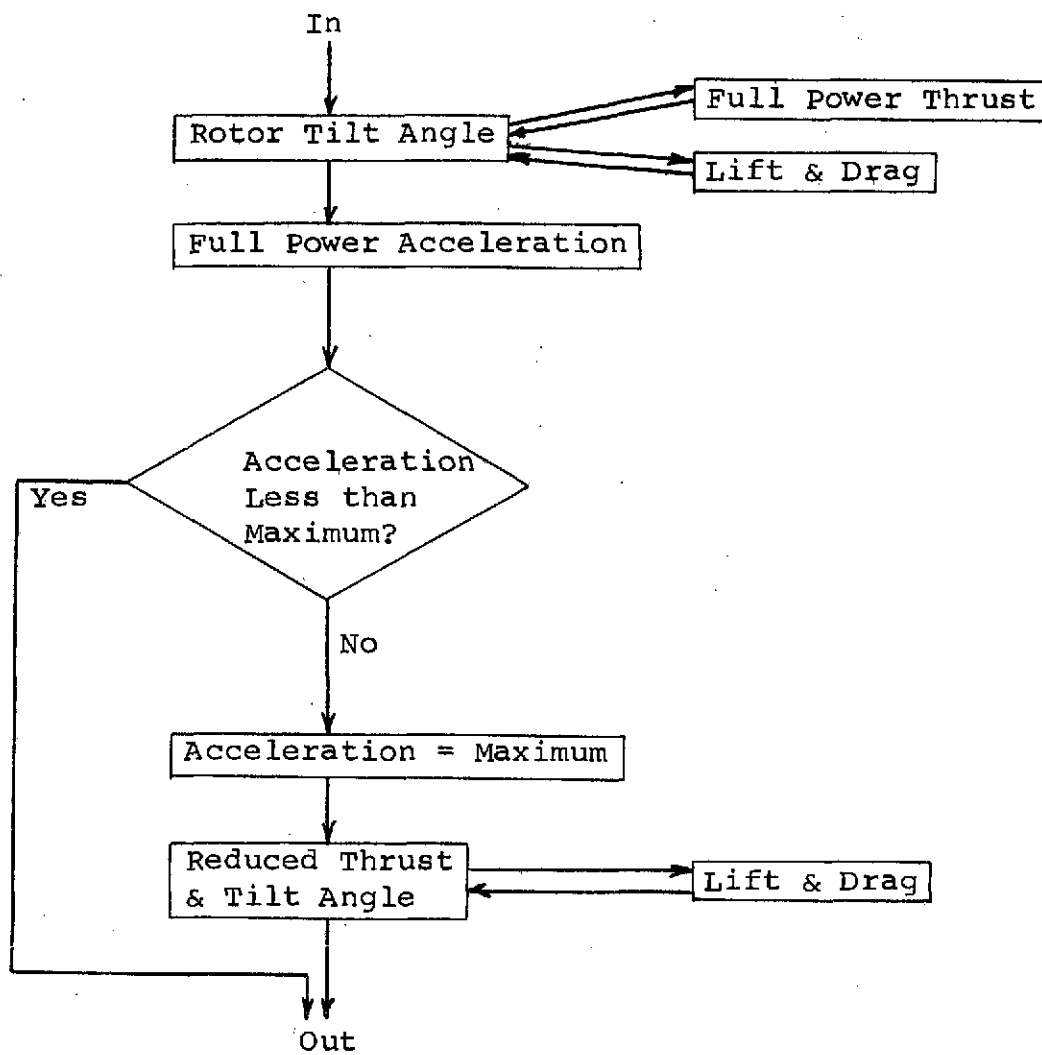 In
Full Power Thrust
Rotor Tilt Angle
Lift & Drag
Full Power Acceleration
Acceleration
Less than
Maximum?
Yes
No
Acceleration = Maximum
Reduced Thrust
& Tilt Angle
Lift & Drag
Out